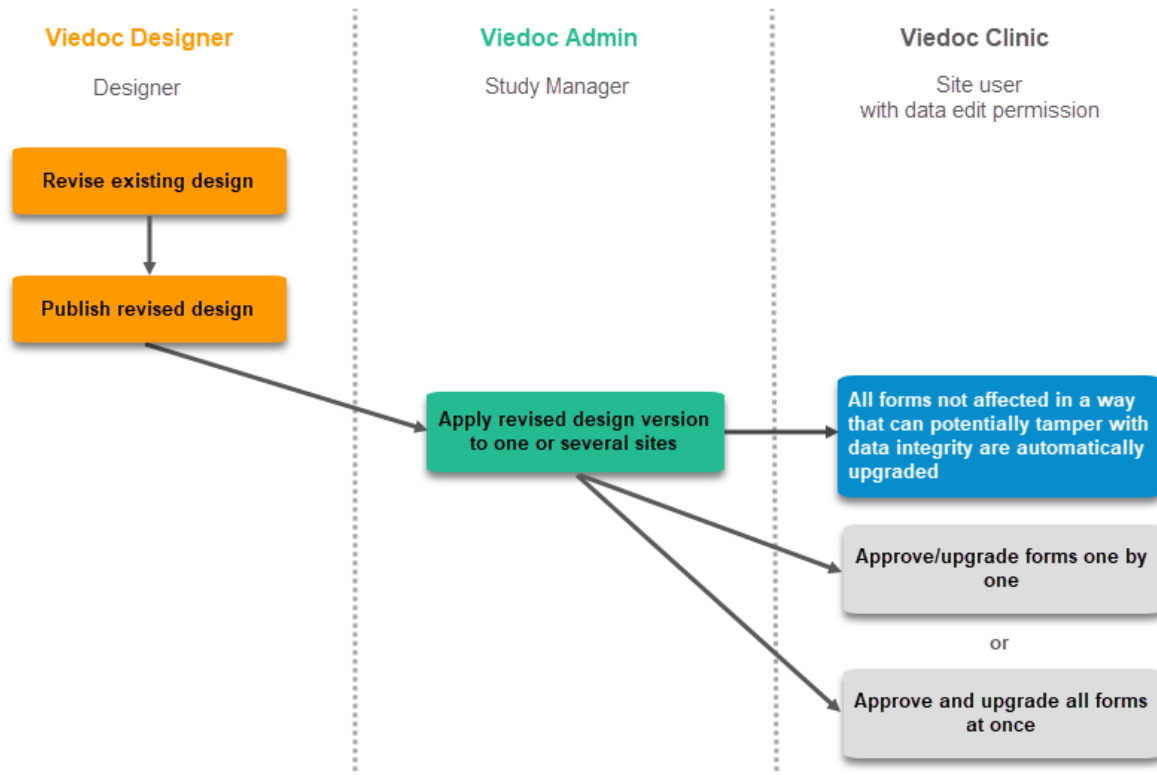 Viedoc Designer
Designer
Viedoc Admin
Study Manager
Viedoc Clinic
Site user
with data edit permission
Revise existing design
Publish revised design
Apply revised design version
to one or several sites
All forms not affected in a way
that can potentially tamper with
data integrity are automatically
upgraded
Approve/upgrade forms one by
one
or
Approve and upgrade all forms
at once